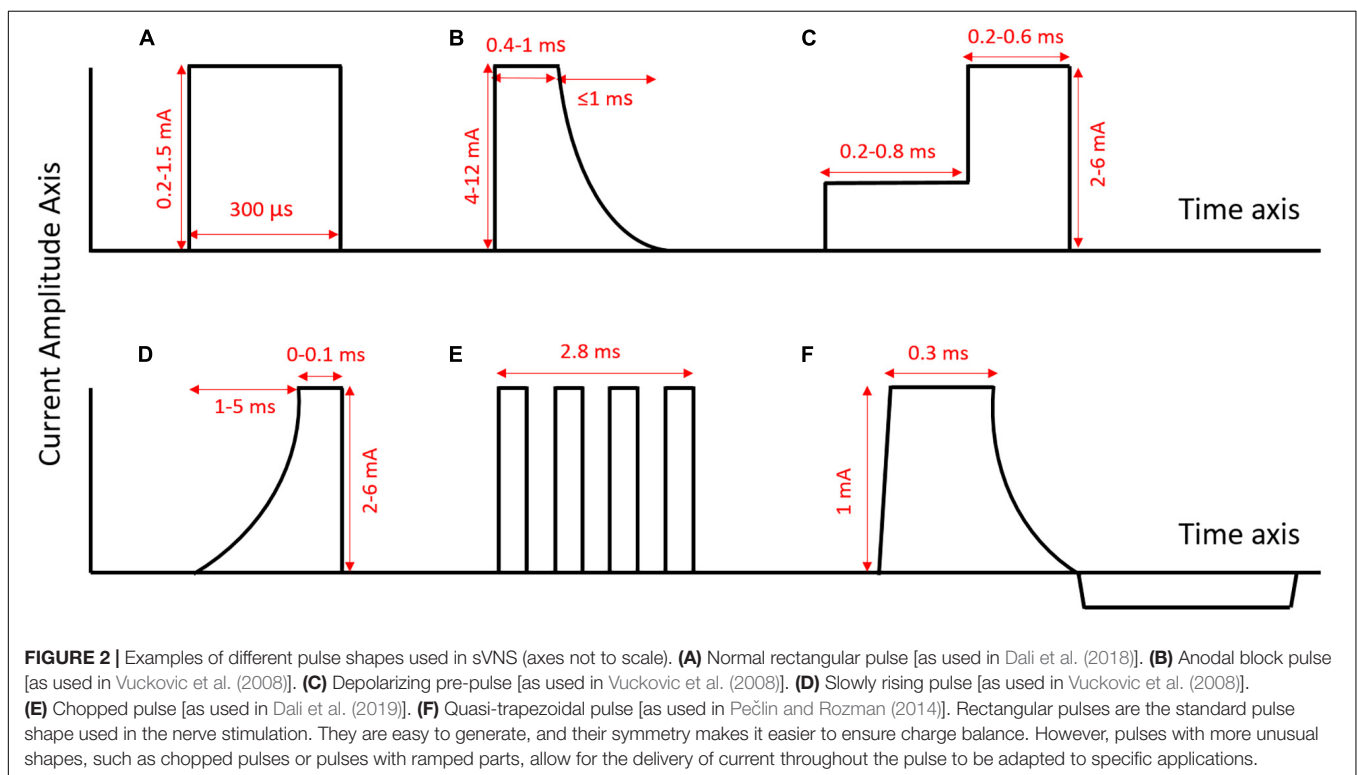 A
B
C
0.4-1 ms
0.2-0.6 ms
≤1 ms
0.2-1.5 mA
4-12 mA
0.2-0.8 ms
2-6 mA
300 µs
Time axis
Current Amplitude Axis
D
E
F
0-0.1 ms
2.8 ms
0.3 ms
1-5 ms
2-6 mA
1 mA
Time axis
FIGURE 2 | Examples of different pulse shapes used in sVNS (axes not to scale). (A) Normal rectangular pulse [as used in Dali et al. (2018)]. (B) Anodal block pulse
[as used in Vuckovic et al. (2008)]. (C) Depolarizing pre-pulse [as used in Vuckovic et al. (2008)]. (D) Slowly rising pulse [as used in Vuckovic et al. (2008)].
(E) Chopped pulse [as used in Dali et al. (2019)]. (F) Quasi-trapezoidal pulse [as used in Pečlin and Rozman (2014)]. Rectangular pulses are the standard pulse
shape used in the nerve stimulation. They are easy to generate, and their symmetry makes it easier to ensure charge balance. However, pulses with more unusual
shapes, such as chopped pulses or pulses with ramped parts, allow for the delivery of current throughout the pulse to be adapted to specific applications.